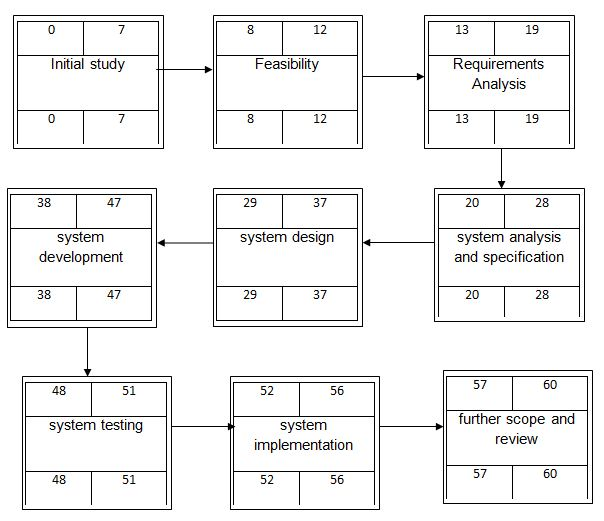 0 7
Initial study
0 7
8 12
Feasibility
8 12
13 19
Requirements
Analysis
13 19
20 28
system analysis
and specification
20 28
29 37
system design
29 37
38 47
system
development
38 47
48 51
system testing
48 51
52 56
system
implementation
52 56
57 60
further scope and
review
57 60